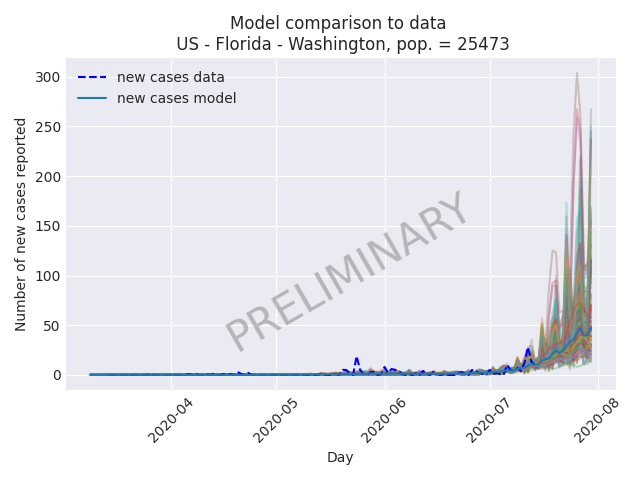 Model comparison to data
US - Florida - Washington, pop. = 25473
new cases data
new cases model
PRELIMINARY
Number of new cases reported
300
250
200
150
100
50
0
2020-04
2020-05
2020-06
2020-07
2020-08
Day